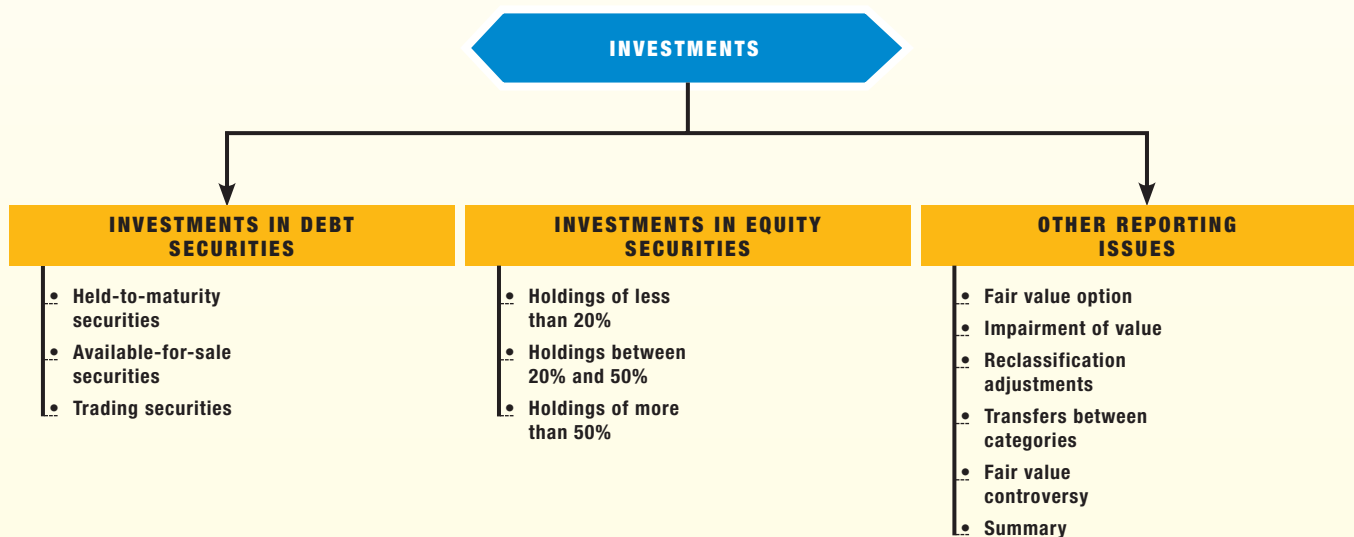 INVESTMENTS
INVESTMENTS IN DEBT
SECURITIES
• Held-to-maturity
securities
• Available-for-sale
securities
• Trading securities
INVESTMENTS IN EQUITY
SECURITIES
• Holdings of less
than 20%
• Holdings between
20% and 50%
• Holdings of more
than 50%
OTHER REPORTING
ISSUES
• Fair value option
• Impairment of value
• Reclassification
adjustments
• Transfers between
categories
• Fair value
controversy
• Summary